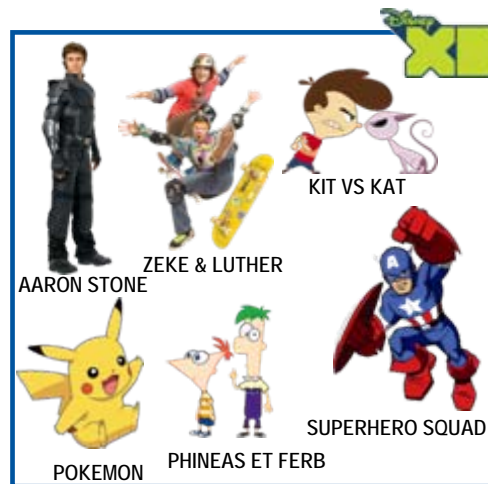 Disney
XD
KIT VS KAT
ZEKE & LUTHER
AARON STONE
A
SUPERHERO SQUAD
PHINEAS ET FERB
POKEMON